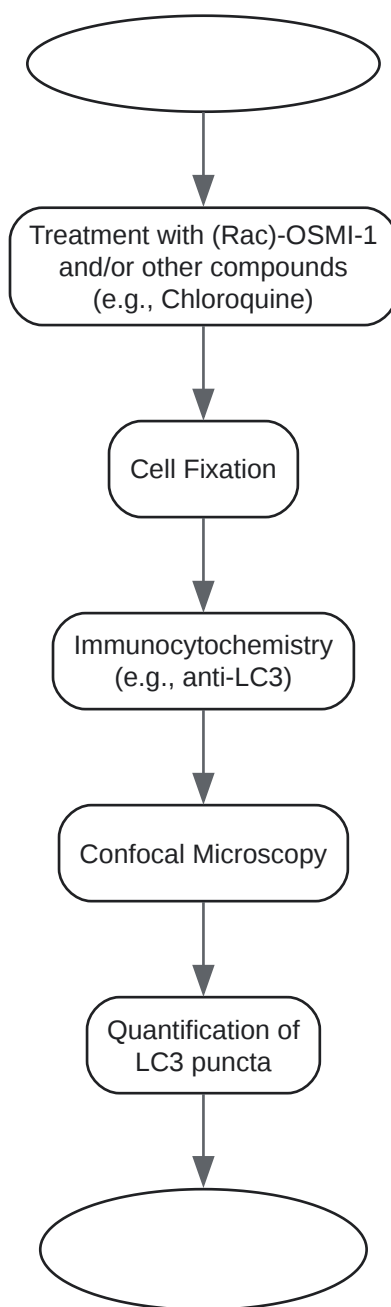 Treatment with (Rac)-OSMI-1
and/or other compounds
(e.g., Chloroquine)
Cell Fixation
Immunocytochemistry
(e.g., anti-LC3)
Confocal Microscopy
Quantification of
LC3 puncta